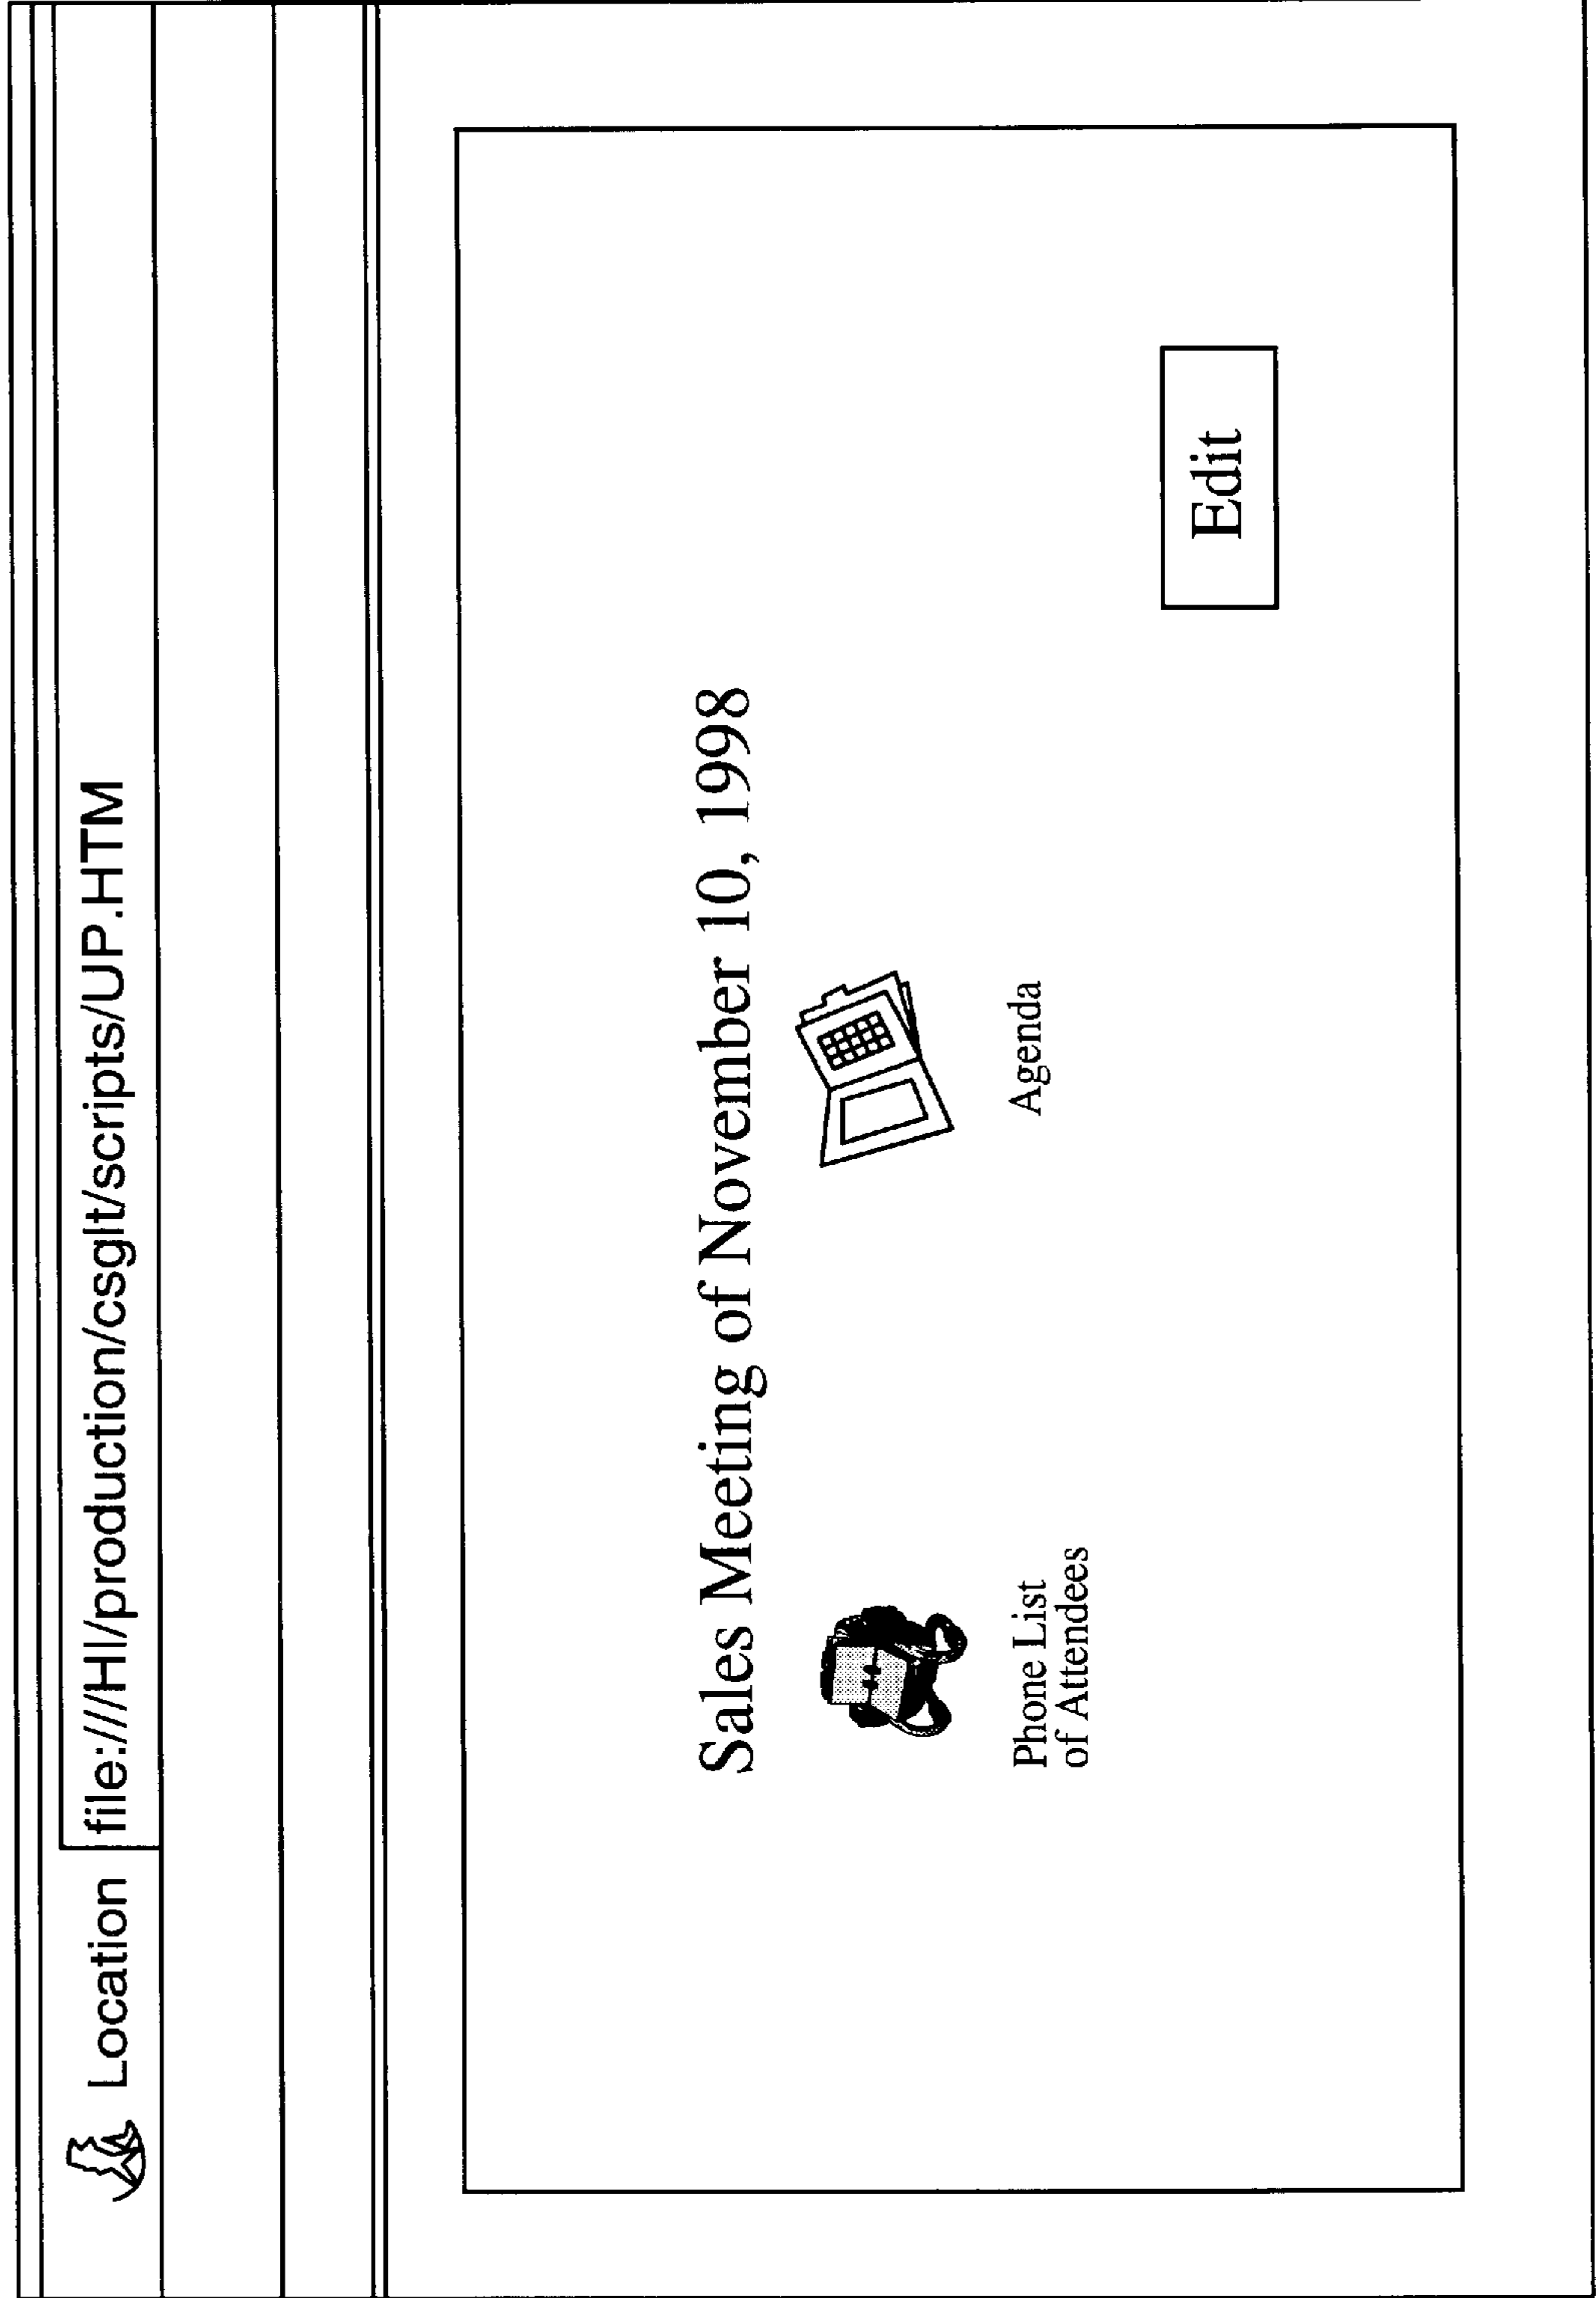 Location file:///HI/production/csglt/scripts/UP.HTM
Sales Meeting of November 10, 1998
Phone List
of Attendees
Agenda
Edit